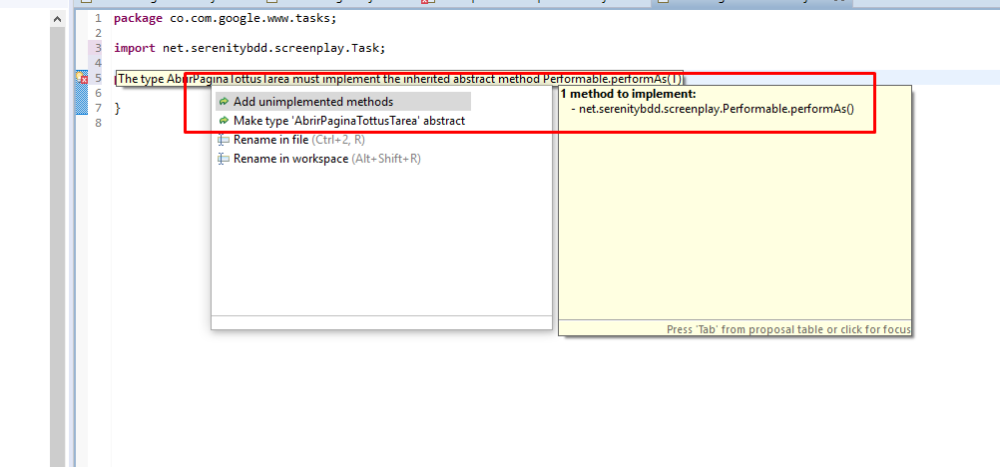 1 package co.com.google.www.tasks;
2
3 import net.serenitybdd.screenplay.Task;
4
5 The type AbrirPaginaTottusTarea must implement the inherited abstract method Performable.performAs(T)
6
7 }
8
Add unimplemented methods
Make type 'AbrirPaginaTottusTarea' abstract
Rename in file (Ctrl+2, R)
Rename in workspace (Alt+Shift+R)
1 method to implement:
- net.serenitybdd.screenplay.Performable.performAs()
Press 'Tab' from proposal table or click for focus